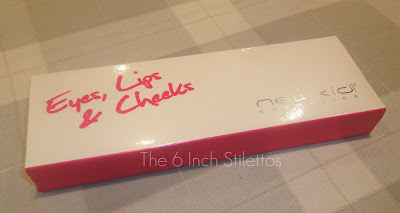 Eyes, Lips
& Cheeks
The 6 Inch Stilettos